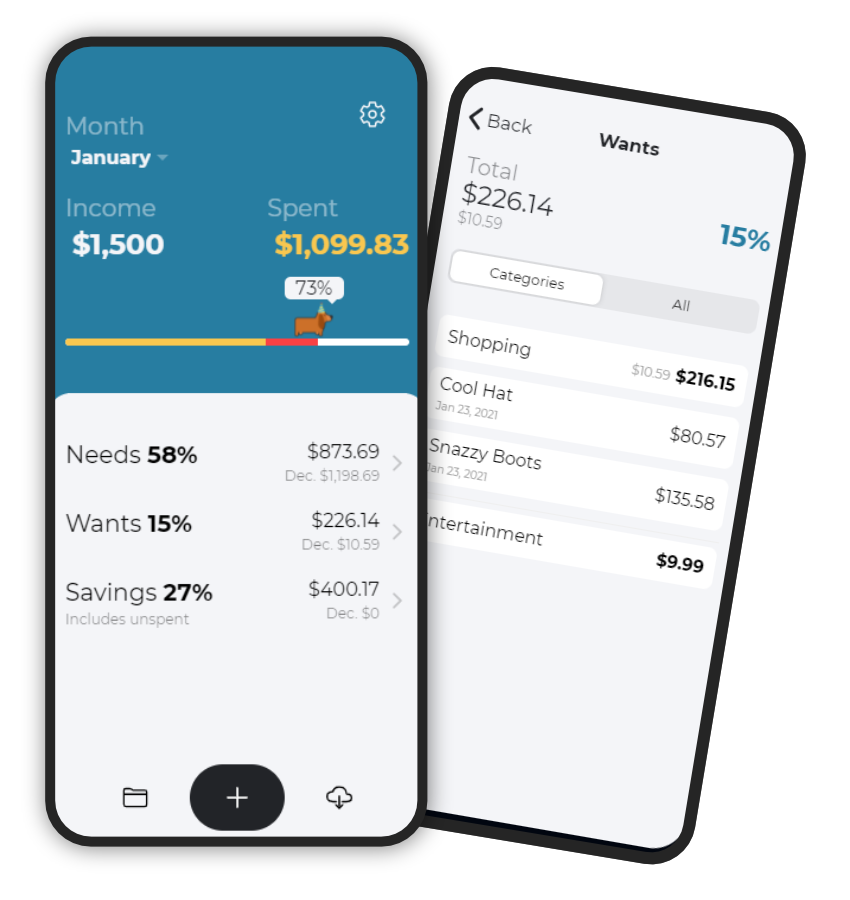 Month
January
Income Spent
$1,500 $1,099.83
73%
Needs 58% $873.69
Dec. $1,198.69
Wants 15% $226.14
Dec. $10.59
Savings 27% $400.17
Includes unspent Dec. $0
Back Wants
Total
$226.14
$10.59 15%
Categories All
Shopping $10.59 $216.15
Cool Hat
Jan 23, 2021 $80.57
Snazzy Boots
Jan 23, 2021 $135.58
ntertainment $9.99